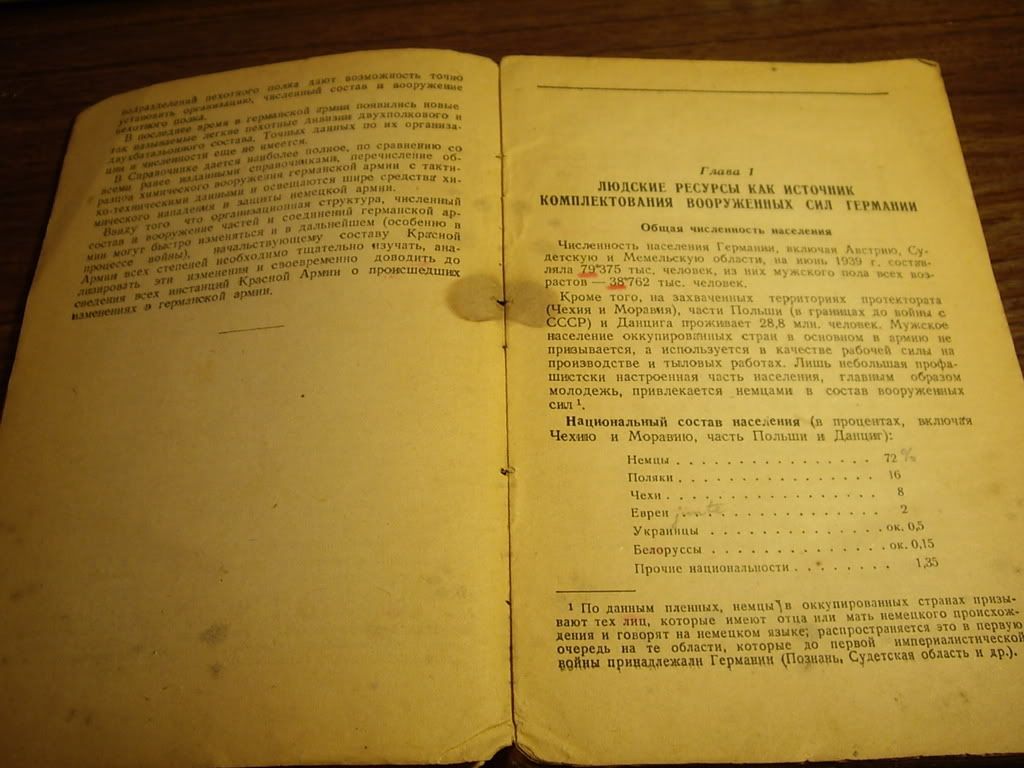 подразделений пехотного полка дают возможность точно
установить организацию, численный состав и вооружение
пехотного полка.
В последнее время в германской армии появились новые
так называемые легкие пехотные дивизии двухполкового и
двухбатальонного состава. Точных данных по их организа-
ции и численности еще не имеется.
В Справочнике дается наиболее полное, по сравнению со
всеми ранее изданными справочниками, перечисление об-
разцов химического вооружения германской армии с такти-
ко-техническими данными и освещаются шире средства хи-
мического нападения и защиты немецкой армии.
Ввиду того что организационная структура, численный
состав и вооружение частей и соединений германской ар-
мии могут быстро изменяться и в дальнейшем (особенно в
процессе войны), начальствующему составу Красной
Армии всех степеней необходимо тщательно изучать, ана-
лизировать эти изменения и своевременно доводить до
сведения всех инстанций Красной Армии о происшедших
изменениях в германской армии.
Глава 1
ЛЮДСКИЕ РЕСУРСЫ КАК ИСТОЧНИК
КОМПЛЕКТОВАНИЯ ВООРУЖЕННЫХ СИЛ ГЕРМАНИИ
Общая численность населения
Численность населения Германии, включая Австрию, Су-
детскую и Мемельскую области, на июнь 1939 г. состав-
ляла 79 375 тыс. человек, из них мужского пола всех воз-
растов — 38 762 тыс. человек.
Кроме того, на захваченных территориях протектората
(Чехия и Моравия), части Польши (в границах до войны с
СССР) и Данцига проживает 28,8 млн. человек. Мужское
население оккупированных стран в основном в армию не
призывается, а используется в качестве рабочей силы на
производстве и тыловых работах. Лишь небольшая профа-
шистски настроенная часть населения, главным образом
молодежь, привлекается немцами в состав вооруженных
сил ¹.
Национальный состав населения (в процентах, включая
Чехию и Моравию, часть Польши и Данциг):
Немцы . . . . . . . . . . . . . . . . 72 %
Поляки . . . . . . . . . . . . . . . . 16
Чехи . . . . . . . . . . . . . . . . . 8
Евреи . . . . . . . . . . . . . . . . 2
Украинцы . . . . . . . . . . . . . ок. 0,5
Белоруссы . . . . . . . . . . . . ок. 0,15
Прочие национальности . . . . . . . 1,35
¹ По данным пленных, немцы в оккупированных странах призы-
вают тех лиц, которые имеют отца или мать немецкого происхож-
дения и говорят на немецком языке; распространяется это в первую
очередь на те области, которые до первой империалистической
войны принадлежали Германии (Познань, Судетская область и др.).